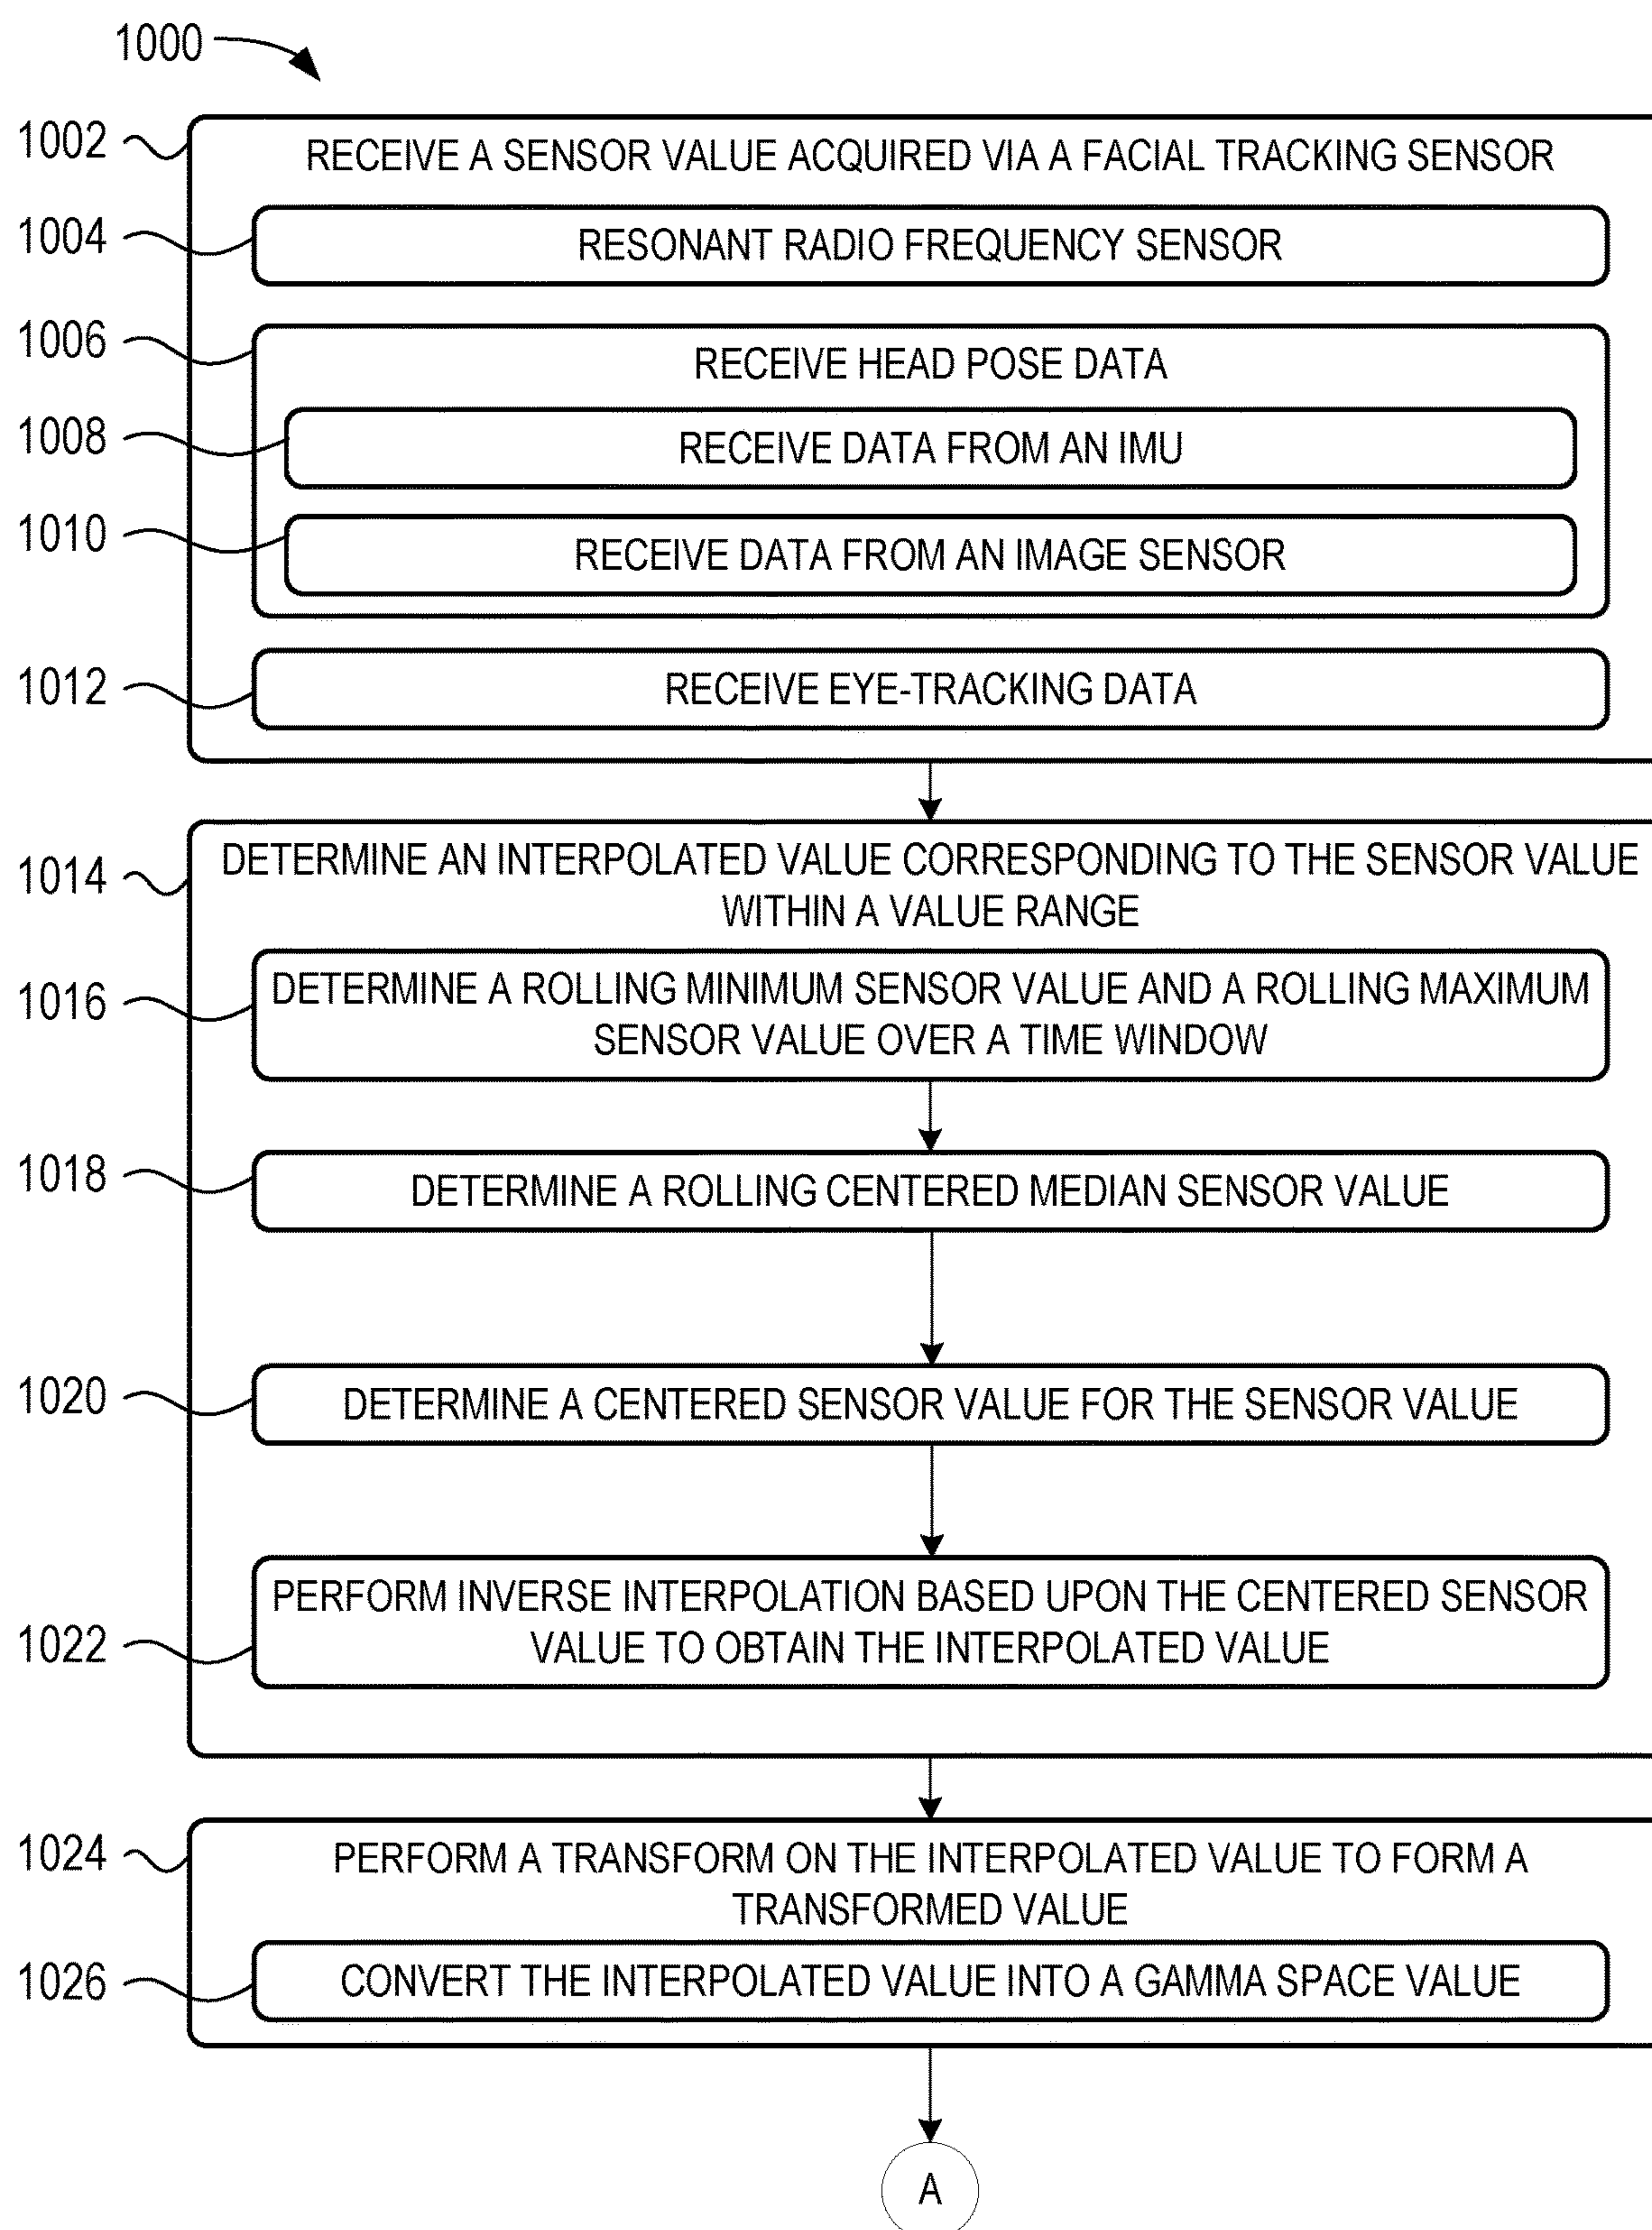 1000
1002
RECEIVE A SENSOR VALUE ACQUIRED VIA A FACIAL TRACKING SENSOR
1004
RESONANT RADIO FREQUENCY SENSOR
1006
RECEIVE HEAD POSE DATA
1008
RECEIVE DATA FROM AN IMU
1010
RECEIVE DATA FROM AN IMAGE SENSOR
1012
RECEIVE EYE-TRACKING DATA
1014
DETERMINE AN INTERPOLATED VALUE CORRESPONDING TO THE SENSOR VALUE
WITHIN A VALUE RANGE
1016
DETERMINE A ROLLING MINIMUM SENSOR VALUE AND A ROLLING MAXIMUM
SENSOR VALUE OVER A TIME WINDOW
1018
DETERMINE A ROLLING CENTERED MEDIAN SENSOR VALUE
1020
DETERMINE A CENTERED SENSOR VALUE FOR THE SENSOR VALUE
1022
PERFORM INVERSE INTERPOLATION BASED UPON THE CENTERED SENSOR
VALUE TO OBTAIN THE INTERPOLATED VALUE
1024
PERFORM A TRANSFORM ON THE INTERPOLATED VALUE TO FORM A
TRANSFORMED VALUE
1026
CONVERT THE INTERPOLATED VALUE INTO A GAMMA SPACE VALUE
A